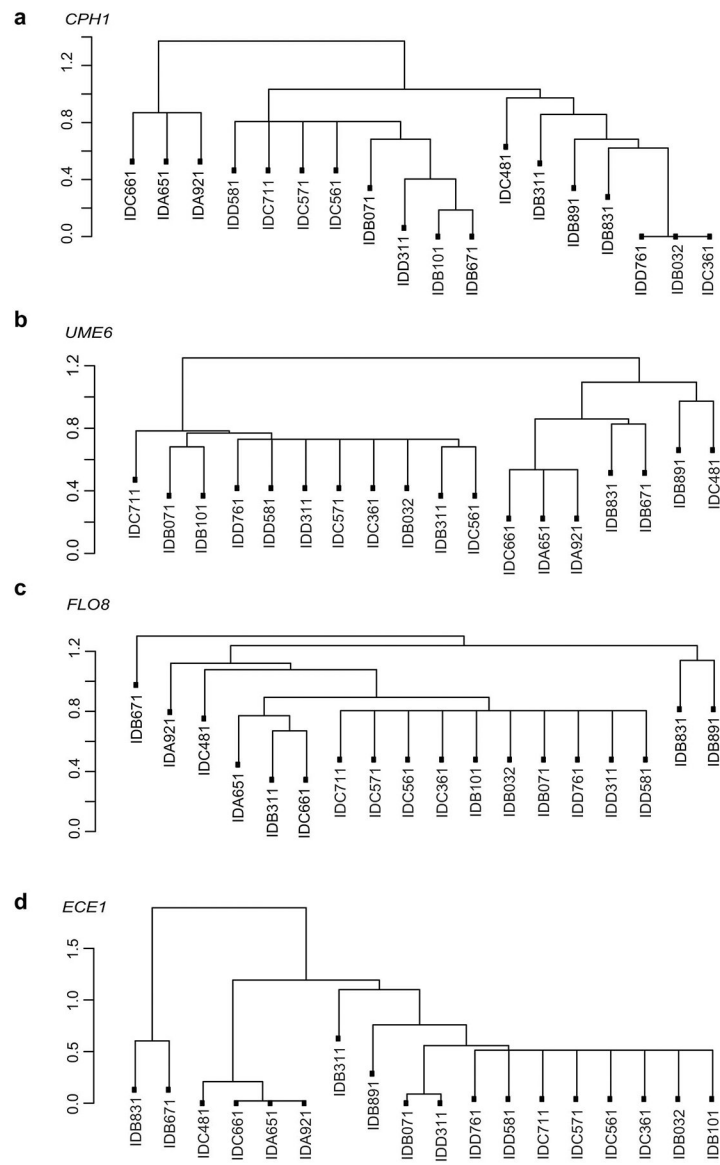 a CPH1
1.2
0.8
0.4
0.0
IDC661 IDA651 IDA921 IDD581 IDC711 IDC571 IDC561 IDB071 IDD311 IDB101 IDB671 IDC481 IDB311 IDB891 IDB831 IDD761 IDB032 IDC361
b UME6
1.2
0.8
0.4
0.0
IDC711 IDB071 IDB101 IDD761 IDD581 IDD311 IDC571 IDC361 IDB032 IDB311 IDC561 IDC661 IDA651 IDA921 IDB831 IDB671 IDB891 IDC481
c FLO8
1.2
0.8
0.4
0.0
IDB671 IDA921 IDC481 IDA651 IDB311 IDC661 IDC711 IDC571 IDC561 IDC361 IDB101 IDB032 IDB071 IDD761 IDD311 IDD581 IDB831 IDB891
d ECE1
1.5
1.0
0.5
0.0
IDB831 IDB671 IDC481 IDC661 IDA651 IDA921 IDB311 IDB891 IDB071 IDD311 IDD761 IDD581 IDC711 IDC571 IDC561 IDC361 IDB032 IDB101